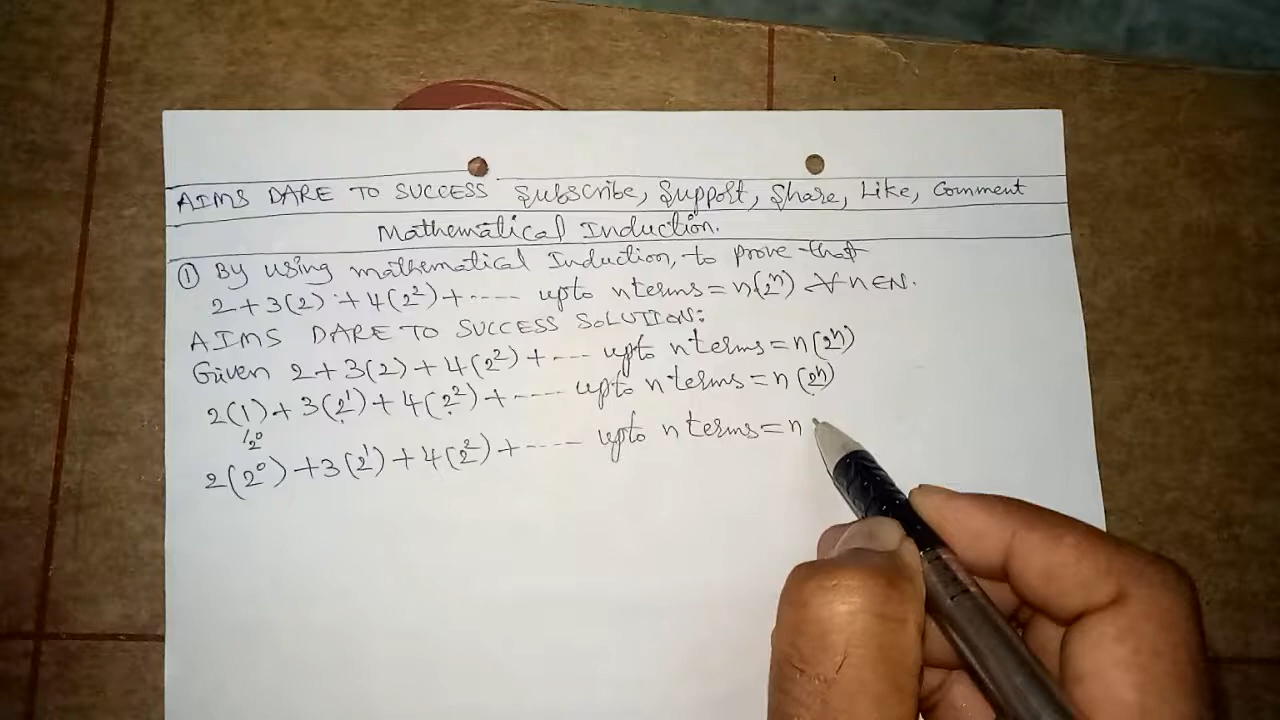 AIMS DARE TO SUCCESS Subscribe, Support, Share, Like, Comment
Mathematical Induction.
① By using mathematical Induction, to prove that
2+3(2)+4(2²)+---- upto n terms = n(2ⁿ) ∀ n∈N.
AIMS DARE TO SUCCESS SOLUTION:
Given 2+3(2)+4(2²)+---- upto n terms = n(2ⁿ)
2(1)+3(2¹)+4(2²)+---- upto n terms = n(2ⁿ)
2⁰
2(2⁰)+3(2¹)+4(2²)+---- upto n terms = n